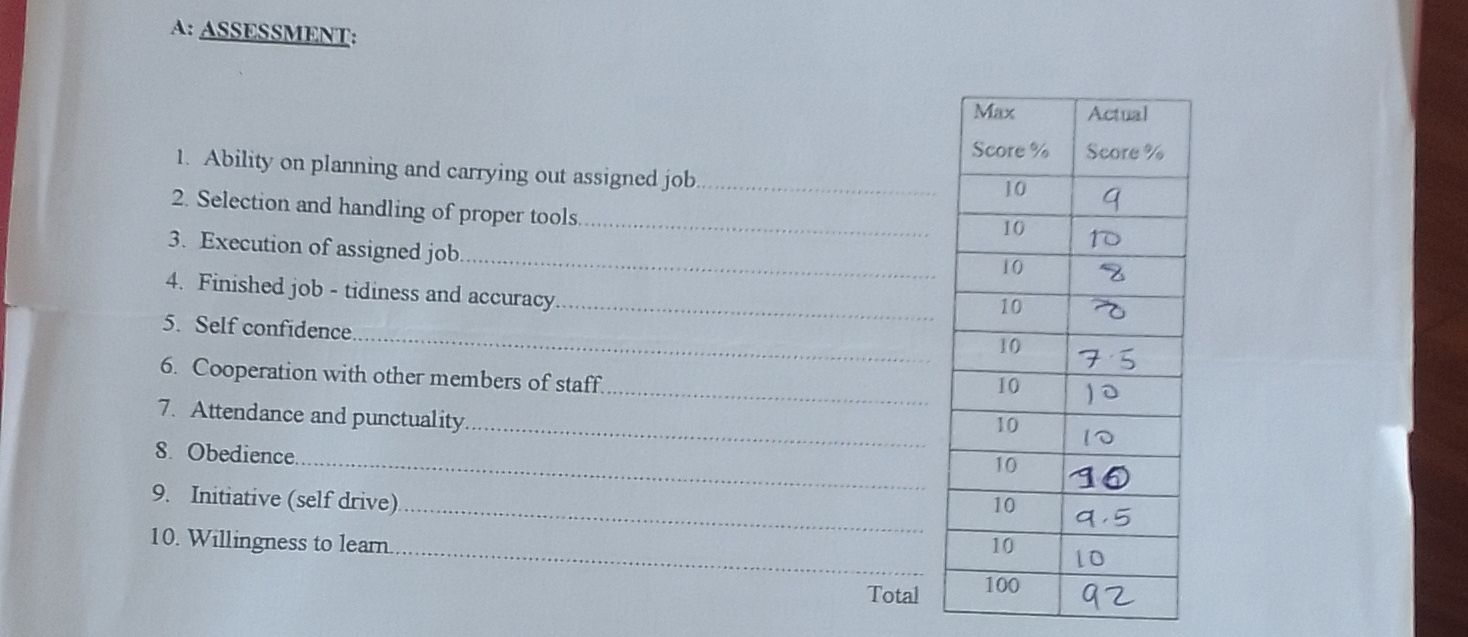 A: ASSESSMENT:
Max Score % Actual Score %
1. Ability on planning and carrying out assigned job.......... 10 9
2. Selection and handling of proper tools.......... 10 10
3. Execution of assigned job.......... 10 8
4. Finished job - tidiness and accuracy.......... 10 8
5. Self confidence.......... 10 7.5
6. Cooperation with other members of staff.......... 10 10
7. Attendance and punctuality.......... 10 10
8. Obedience.......... 10 10
9. Initiative (self drive).......... 10 9.5
10. Willingness to learn.......... 10 10
Total 100 92